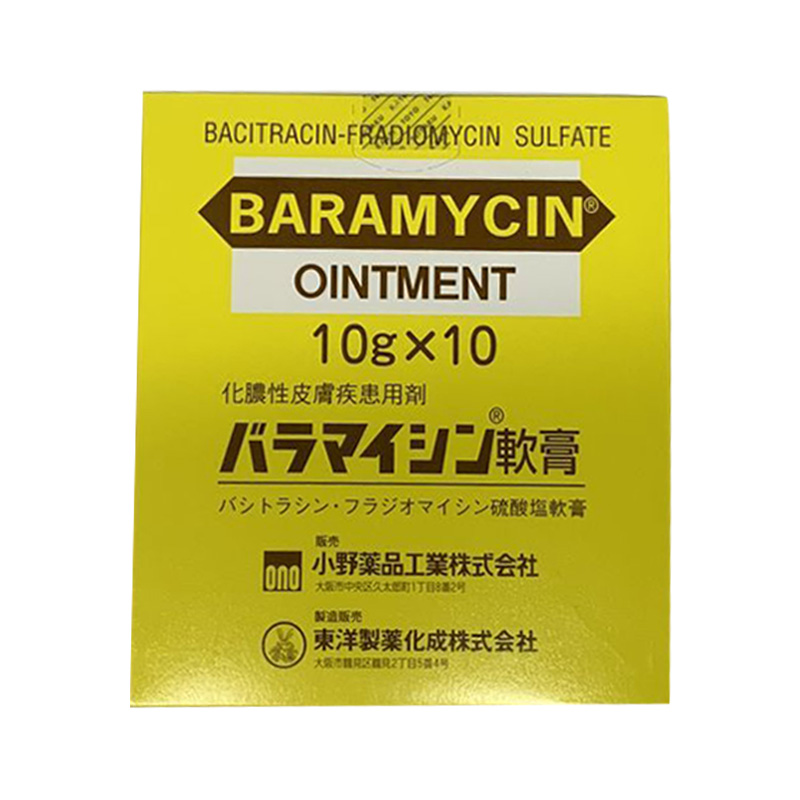 BACITRACIN-FRADIOMYCIN SULFATE
BARAMYCIN®
OINTMENT
10g×10
化膿性皮膚疾患用剤
バラマイシン®軟膏
バシトラシン・フラジオマイシン硫酸塩軟膏
販売
ono 小野薬品工業株式会社
大阪市中央区久太郎町1丁目8番2号
製造販売
東洋製薬化成株式会社
大阪市鶴見区鶴見2丁目5番4号